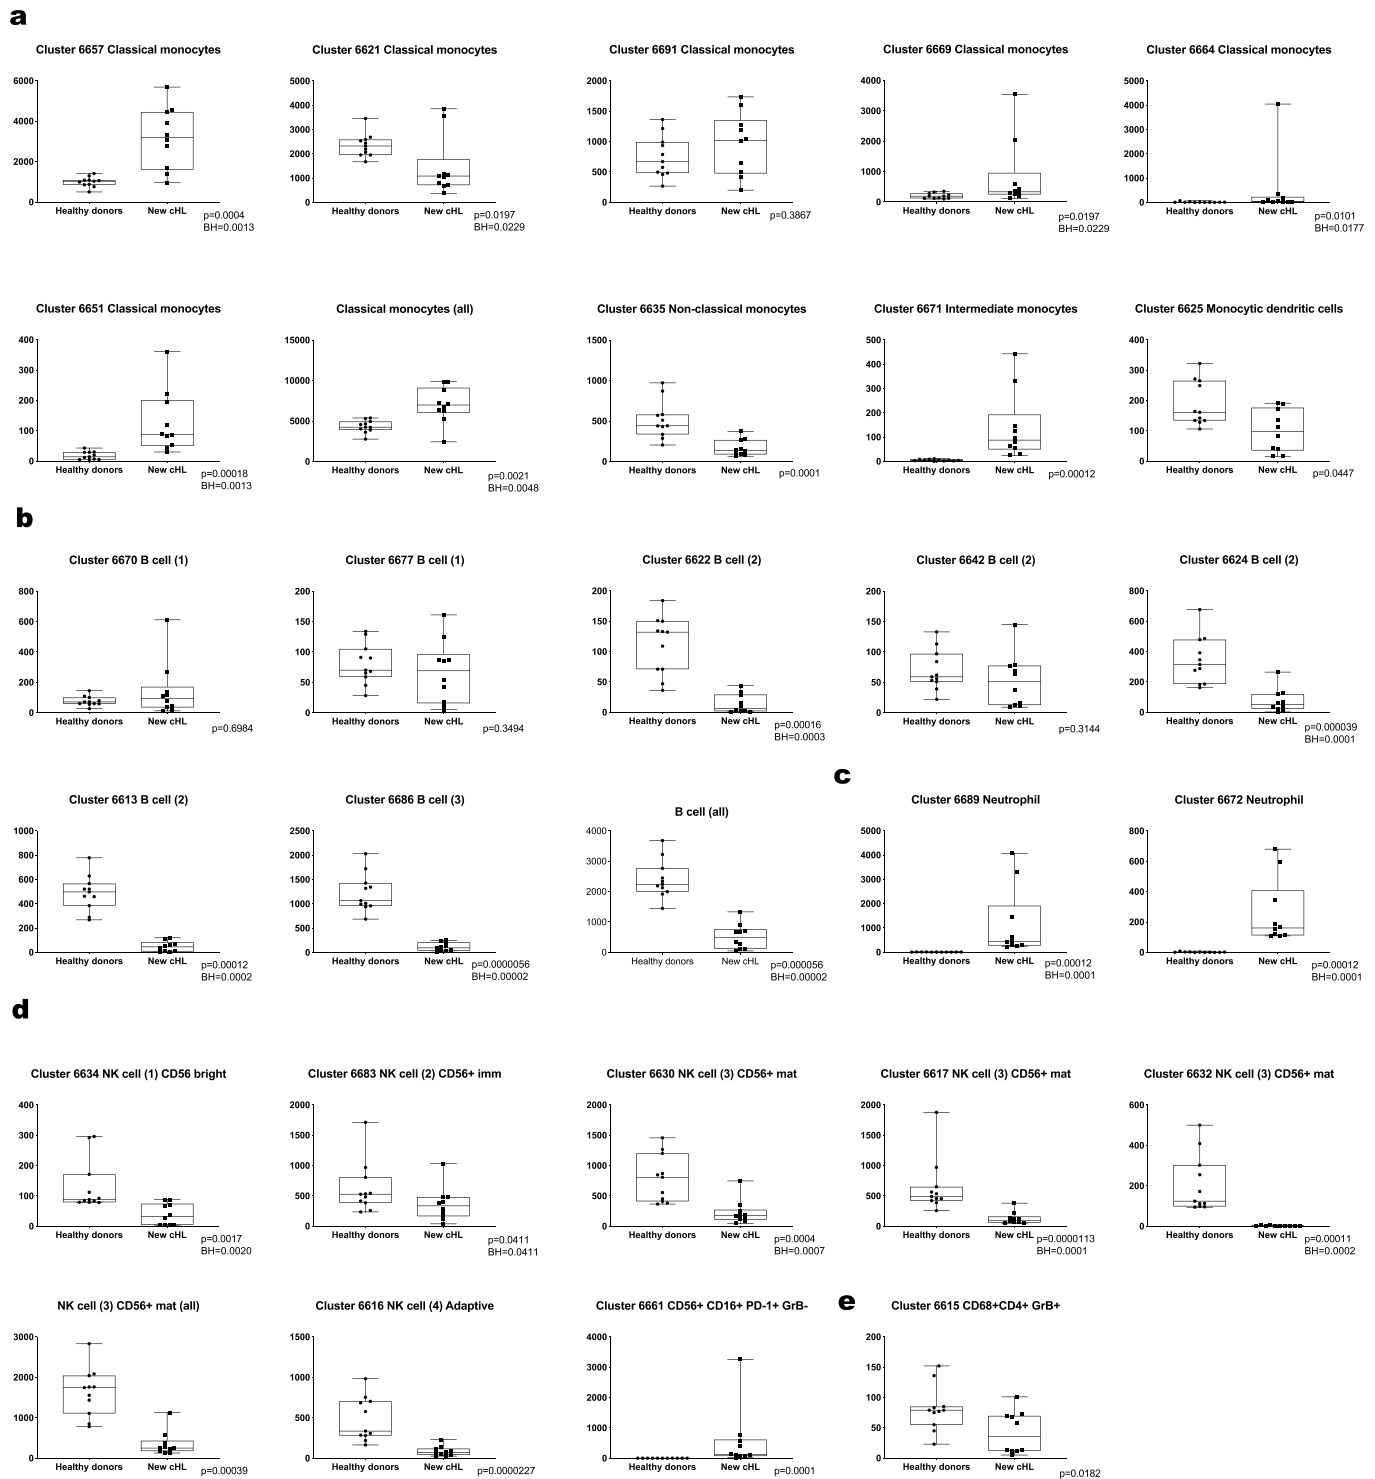 a
Cluster 6657 Classical monocytes
6000
4000
2000
0
Healthy donors New cHL
p=0.0004
BH=0.0013
Cluster 6621 Classical monocytes
5000
4000
3000
2000
1000
0
Healthy donors New cHL
p=0.0197
BH=0.0229
Cluster 6691 Classical monocytes
2000
1500
1000
500
0
Healthy donors New cHL
p=0.3867
Cluster 6669 Classical monocytes
4000
3000
2000
1000
0
Healthy donors New cHL
p=0.0197
BH=0.0229
Cluster 6664 Classical monocytes
5000
4000
3000
2000
1000
0
Healthy donors New cHL
p=0.0101
BH=0.0177
Cluster 6651 Classical monocytes
400
300
200
100
0
Healthy donors New cHL
p=0.00018
BH=0.0013
Classical monocytes (all)
15000
10000
5000
0
Healthy donors New cHL
p=0.0021
BH=0.0048
Cluster 6635 Non-classical monocytes
1500
1000
500
0
Healthy donors New cHL
p=0.0001
Cluster 6671 Intermediate monocytes
500
400
300
200
100
0
Healthy donors New cHL
p=0.00012
Cluster 6625 Monocytic dendritic cells
400
300
200
100
0
Healthy donors New cHL
p=0.0447
b
Cluster 6670 B cell (1)
800
600
400
200
0
Healthy donors New cHL
p=0.6984
Cluster 6677 B cell (1)
200
150
100
50
0
Healthy donors New cHL
p=0.3494
Cluster 6622 B cell (2)
200
150
100
50
0
Healthy donors New cHL
p=0.00016
BH=0.0003
Cluster 6642 B cell (2)
200
150
100
50
0
Healthy donors New cHL
p=0.3144
Cluster 6624 B cell (2)
800
600
400
200
0
Healthy donors New cHL
p=0.000039
BH=0.0001
Cluster 6613 B cell (2)
1000
800
600
400
200
0
Healthy donors New cHL
p=0.00012
BH=0.0002
Cluster 6686 B cell (3)
2500
2000
1500
1000
500
0
Healthy donors New cHL
p=0.0000056
BH=0.00002
B cell (all)
4000
3000
2000
1000
0
Healthy donors New cHL
p=0.000056
BH=0.00002
c
Cluster 6689 Neutrophil
5000
4000
3000
2000
1000
0
Healthy donors New cHL
p=0.00012
BH=0.0001
Cluster 6672 Neutrophil
800
600
400
200
0
Healthy donors New cHL
p=0.00012
BH=0.0001
d
Cluster 6634 NK cell (1) CD56 bright
400
300
200
100
0
Healthy donors New cHL
p=0.0017
BH=0.0020
Cluster 6683 NK cell (2) CD56+ imm
2000
1500
1000
500
0
Healthy donors New cHL
p=0.0411
BH=0.0411
Cluster 6630 NK cell (3) CD56+ mat
2000
1500
1000
500
0
Healthy donors New cHL
p=0.0004
BH=0.0007
Cluster 6617 NK cell (3) CD56+ mat
2000
1500
1000
500
0
Healthy donors New cHL
p=0.0000113
BH=0.0001
Cluster 6632 NK cell (3) CD56+ mat
600
400
200
0
Healthy donors New cHL
p=0.00011
BH=0.0002
NK cell (3) CD56+ mat (all)
3000
2000
1000
0
Healthy donors New cHL
p=0.00039
Cluster 6616 NK cell (4) Adaptive
1500
1000
500
0
Healthy donors New cHL
p=0.0000227
Cluster 6661 CD56+ CD16+ PD-1+ GrB-
4000
3000
2000
1000
0
Healthy donors New cHL
p=0.0001
e
Cluster 6615 CD68+CD4+ GrB+
200
150
100
50
0
Healthy donors New cHL
p=0.0182